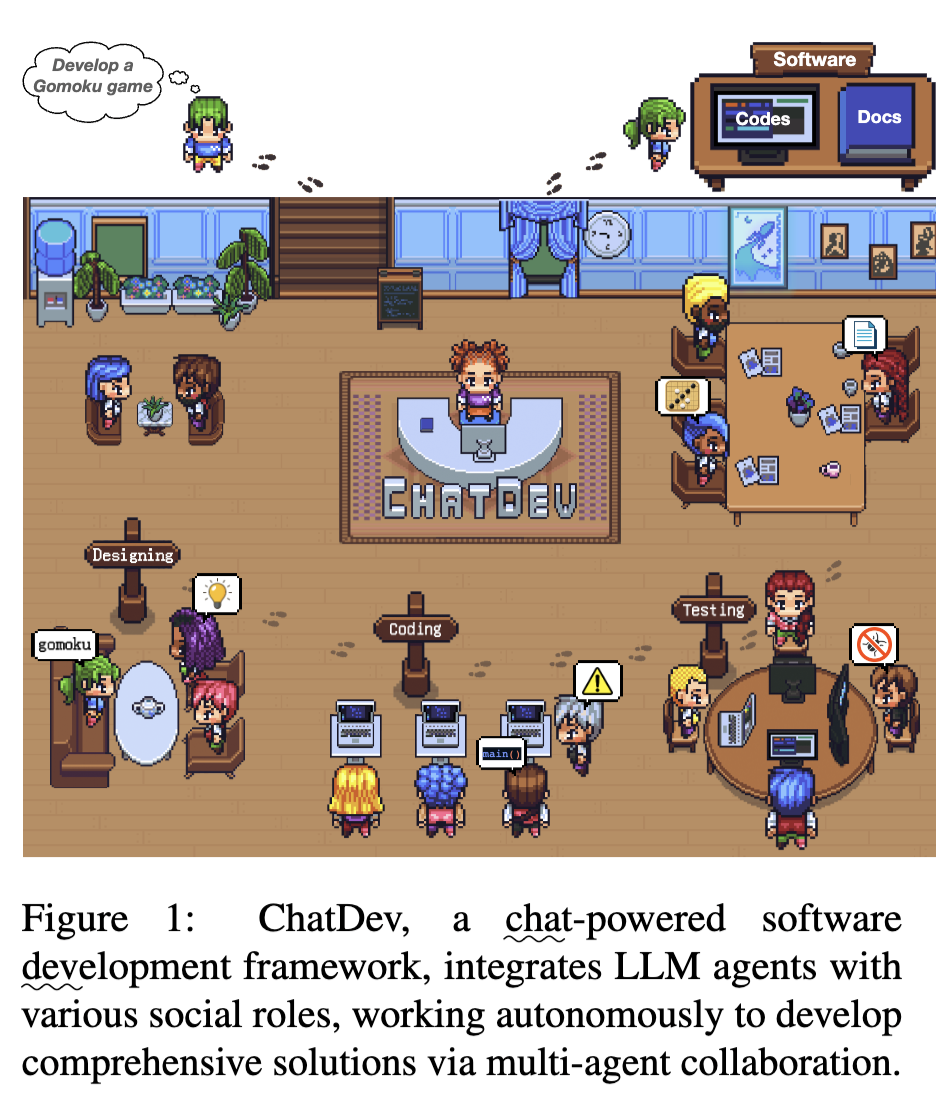 Develop a
Gomoku game
Software
Codes
Docs
CHATDEV
Designing
gomoku
Coding
main()
Testing
Figure 1: ChatDev, a chat-powered software
development framework, integrates LLM agents with
various social roles, working autonomously to develop
comprehensive solutions via multi-agent collaboration.